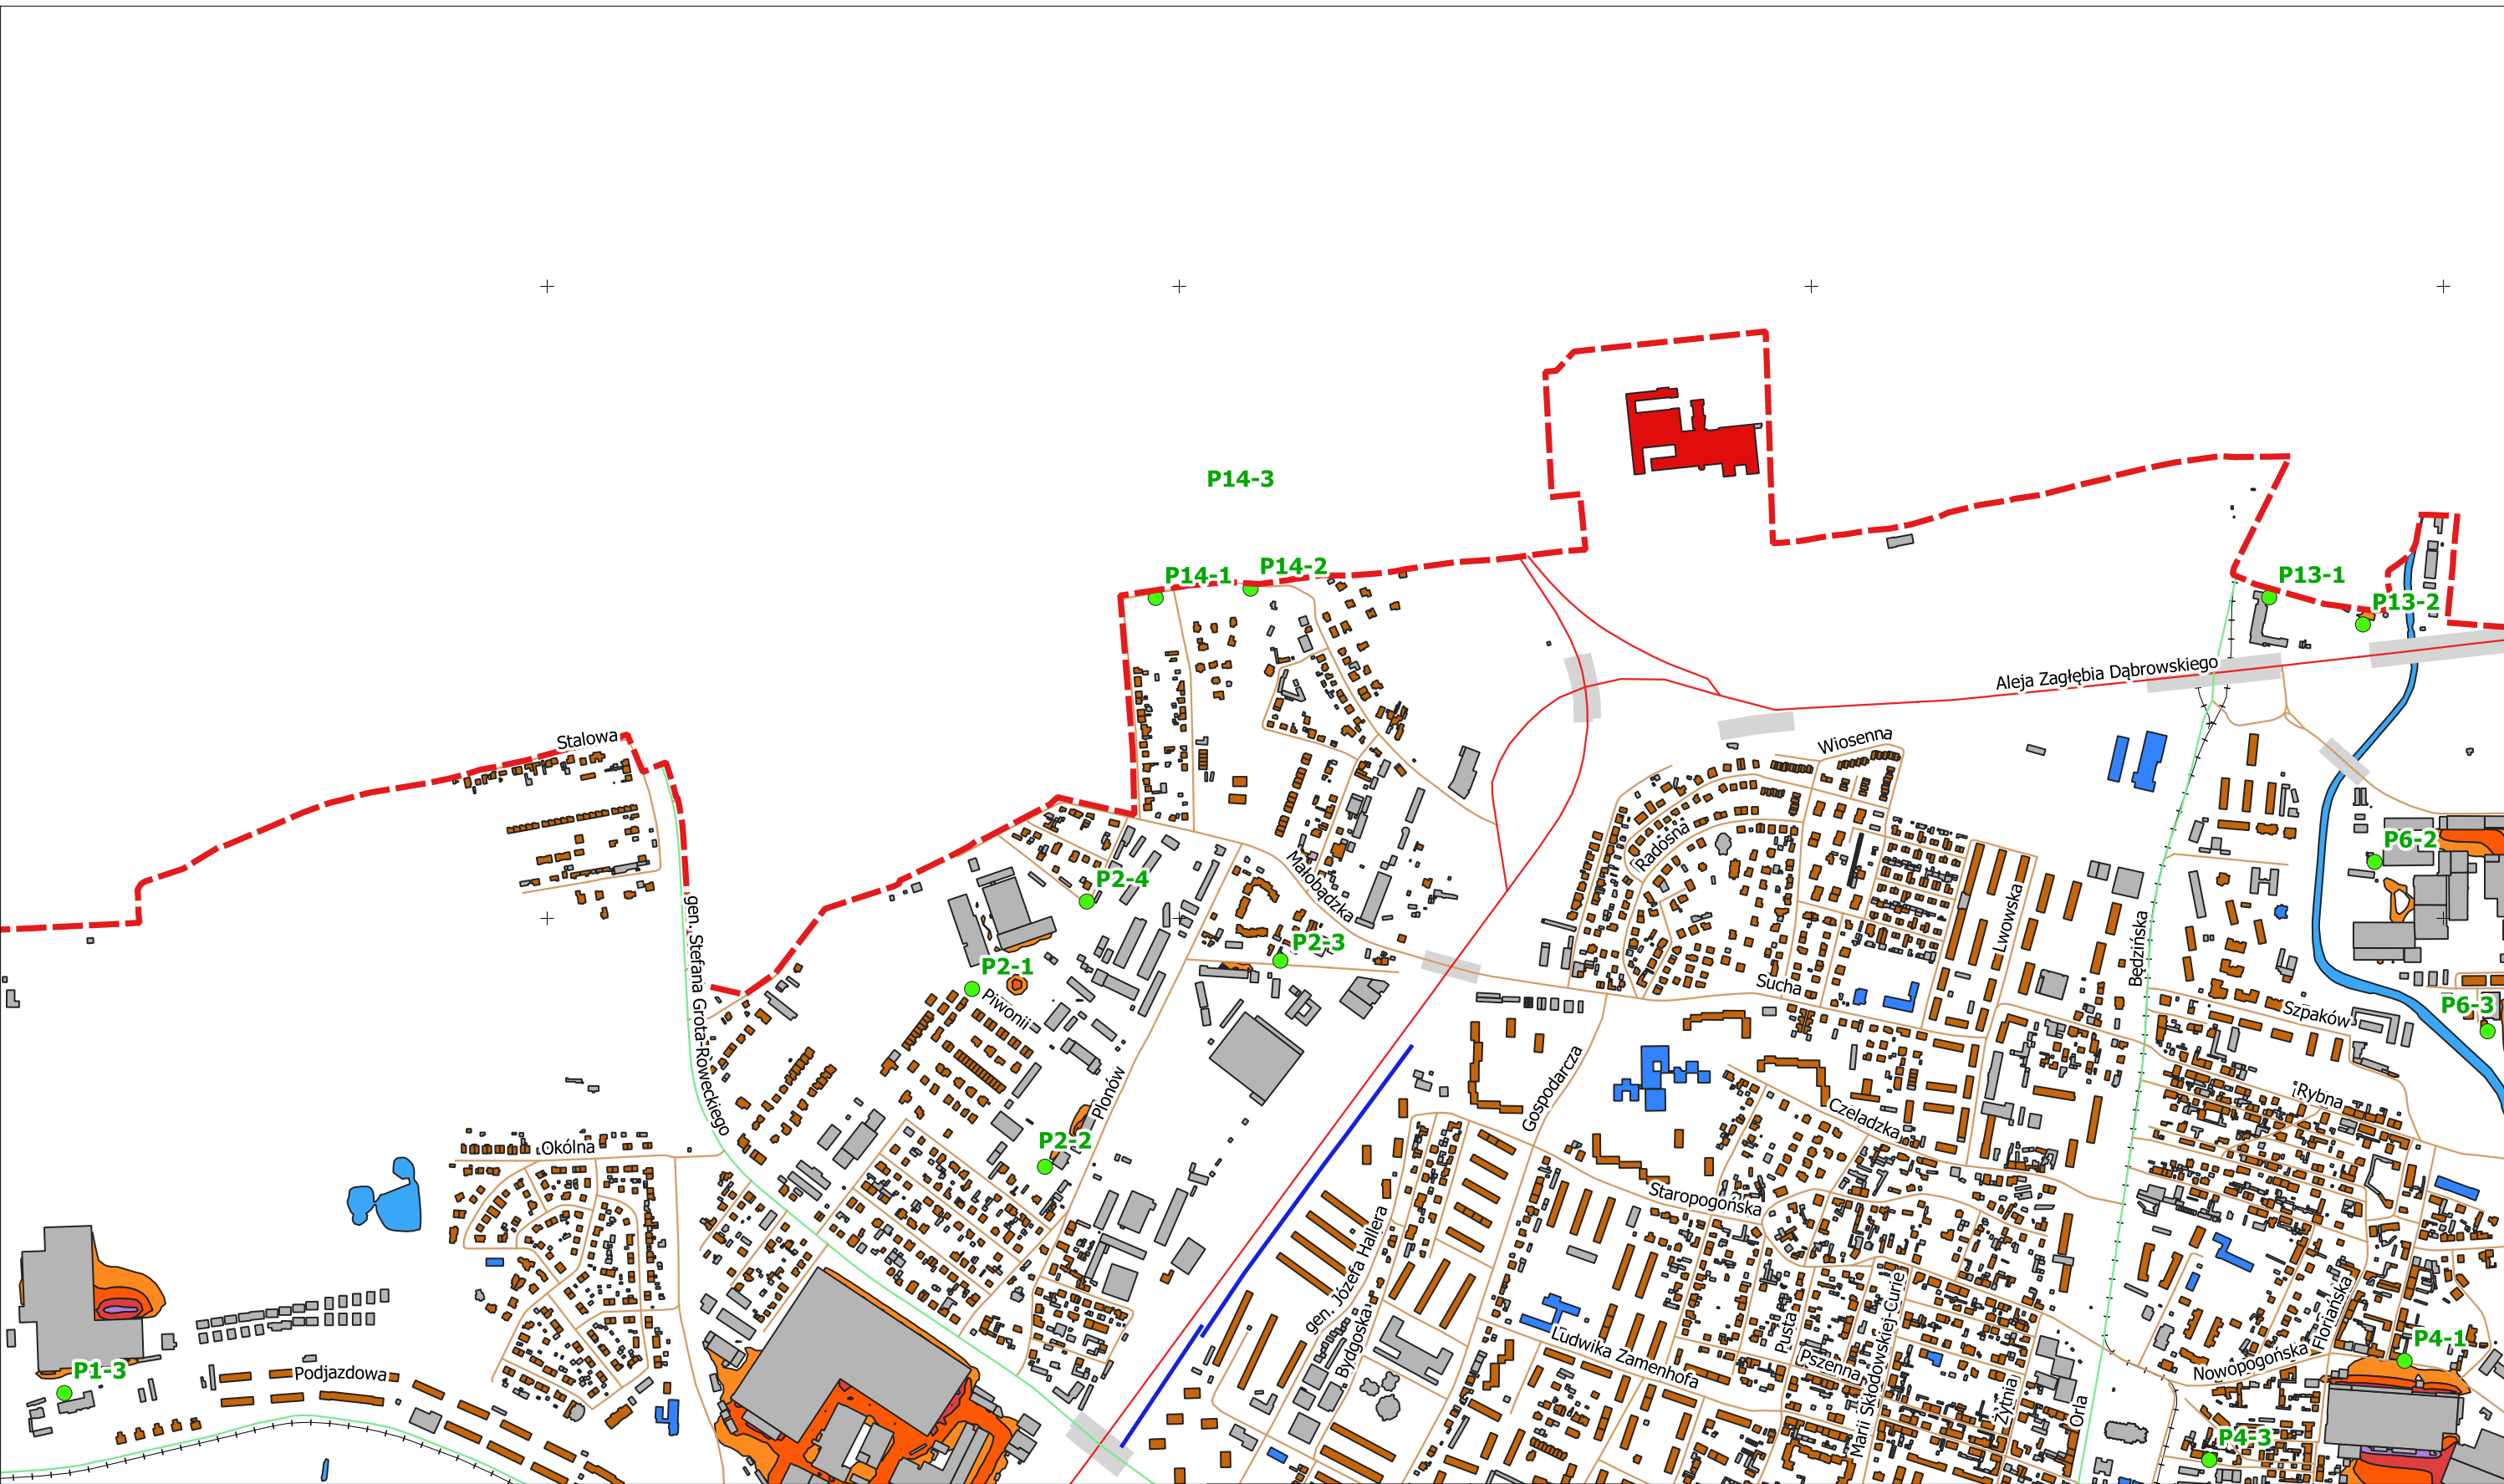 P14-3
P14-1
P14-2
P13-1
P13-2
Aleja Zagłębia Dąbrowskiego
Stalowa
Wiosenna
Radosna
P6-2
P2-4
Małobądzka
gen. Stefana Grota-Roweckiego
Lwowska
Będzińska
P2-3
P2-1
Piwonii
Sucha
P6-3
Szpaków
Plonów
Gospodarcza
Czeladzka
Rybna
P2-2
Okólna
Staropogońska
gen. Józefa Hallera
Bydgoska
Ludwika Zamenhofa
Pusta
Pszenna
Marii Skłodowskiej-Curie
Żytnia
Orla
Floriańska
Nowopogońska
P4-1
P1-3
Podjazdowa
P4-3